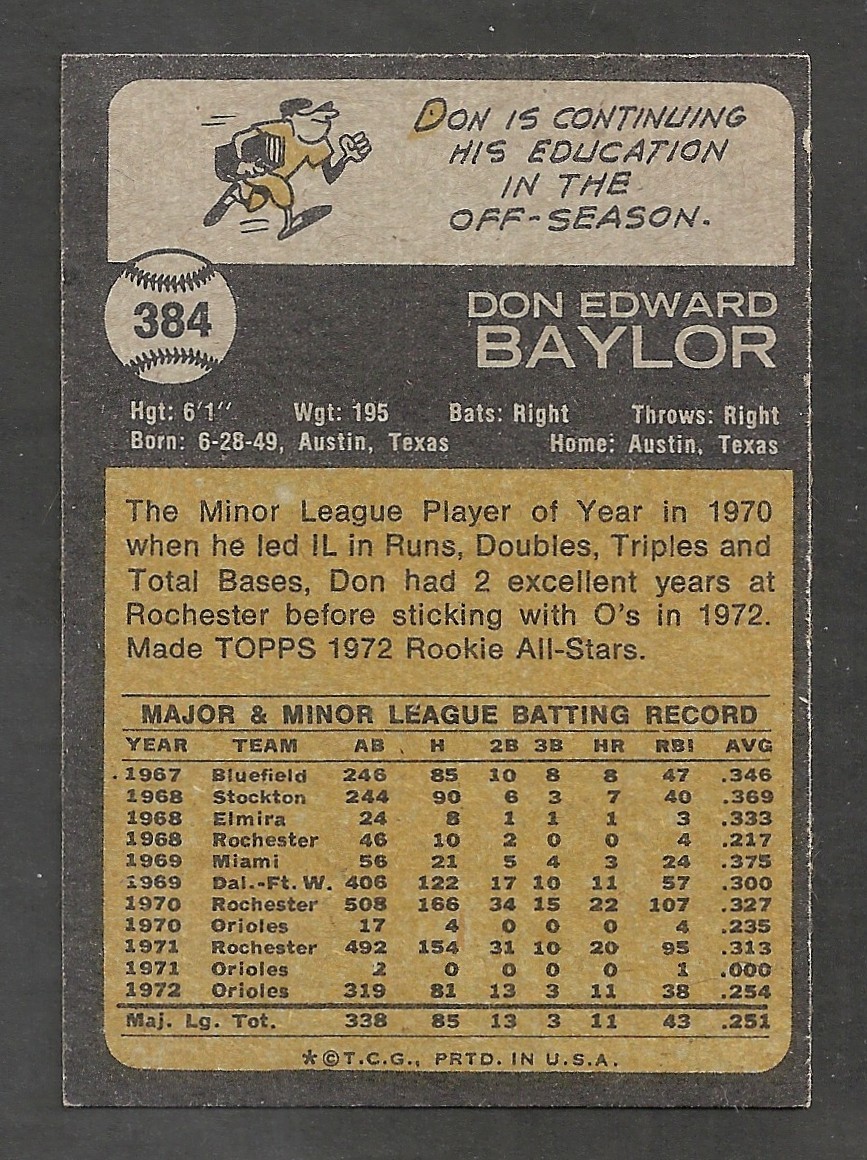 DON IS CONTINUING
HIS EDUCATION
IN THE
OFF-SEASON.
384
DON EDWARD
BAYLOR
Hgt: 6'1" Wgt: 195 Bats: Right Throws: Right
Born: 6-28-49, Austin, Texas Home: Austin, Texas
The Minor League Player of Year in 1970
when he led IL in Runs, Doubles, Triples and
Total Bases, Don had 2 excellent years at
Rochester before sticking with O's in 1972.
Made TOPPS 1972 Rookie All-Stars.
MAJOR & MINOR LEAGUE BATTING RECORD
YEAR TEAM AB H 2B 3B HR RBI AVG
1967 Bluefield 246 85 10 8 8 47 .346
1968 Stockton 244 90 6 3 7 40 .369
1968 Elmira 24 8 1 1 1 3 .333
1968 Rochester 46 10 2 0 0 4 .217
1969 Miami 56 21 5 4 3 24 .375
1969 Dal.-Ft. W. 406 122 17 10 11 57 .300
1970 Rochester 508 166 34 15 22 107 .327
1970 Orioles 17 4 0 0 0 4 .235
1971 Rochester 492 154 31 10 20 95 .313
1971 Orioles 2 0 0 0 0 1 .000
1972 Orioles 319 81 13 3 11 38 .254
Maj. Lg. Tot. 338 85 13 3 11 43 .251
*©T.C.G., PRTD. IN U.S.A.